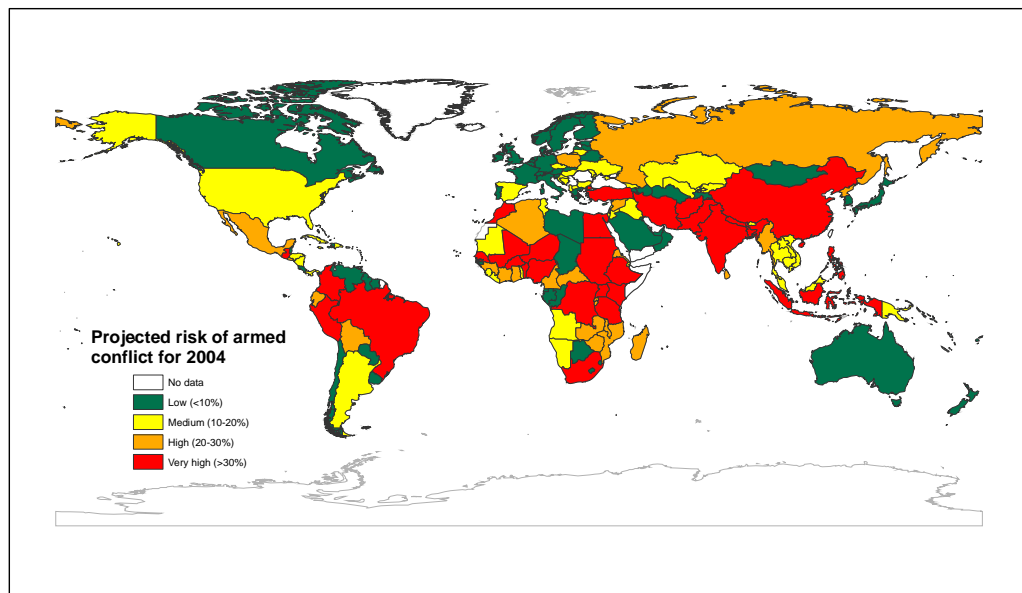 Projected risk of armed
conflict for 2004
No data
Low (<10%)
Medium (10-20%)
High (20-30%)
Very high (>30%)